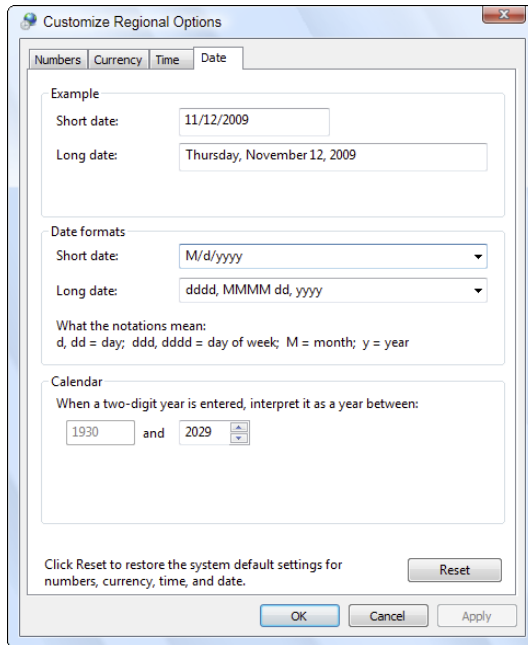 Customize Regional Options
Numbers Currency Time Date
Example
Short date: 11/12/2009
Long date: Thursday, November 12, 2009
Date formats
Short date: M/d/yyyy
Long date: dddd, MMMM dd, yyyy
What the notations mean:
d, dd = day; ddd, dddd = day of week; M = month; y = year
Calendar
When a two-digit year is entered, interpret it as a year between:
1930 and 2029
Click Reset to restore the system default settings for
numbers, currency, time, and date.
Reset
OK Cancel Apply